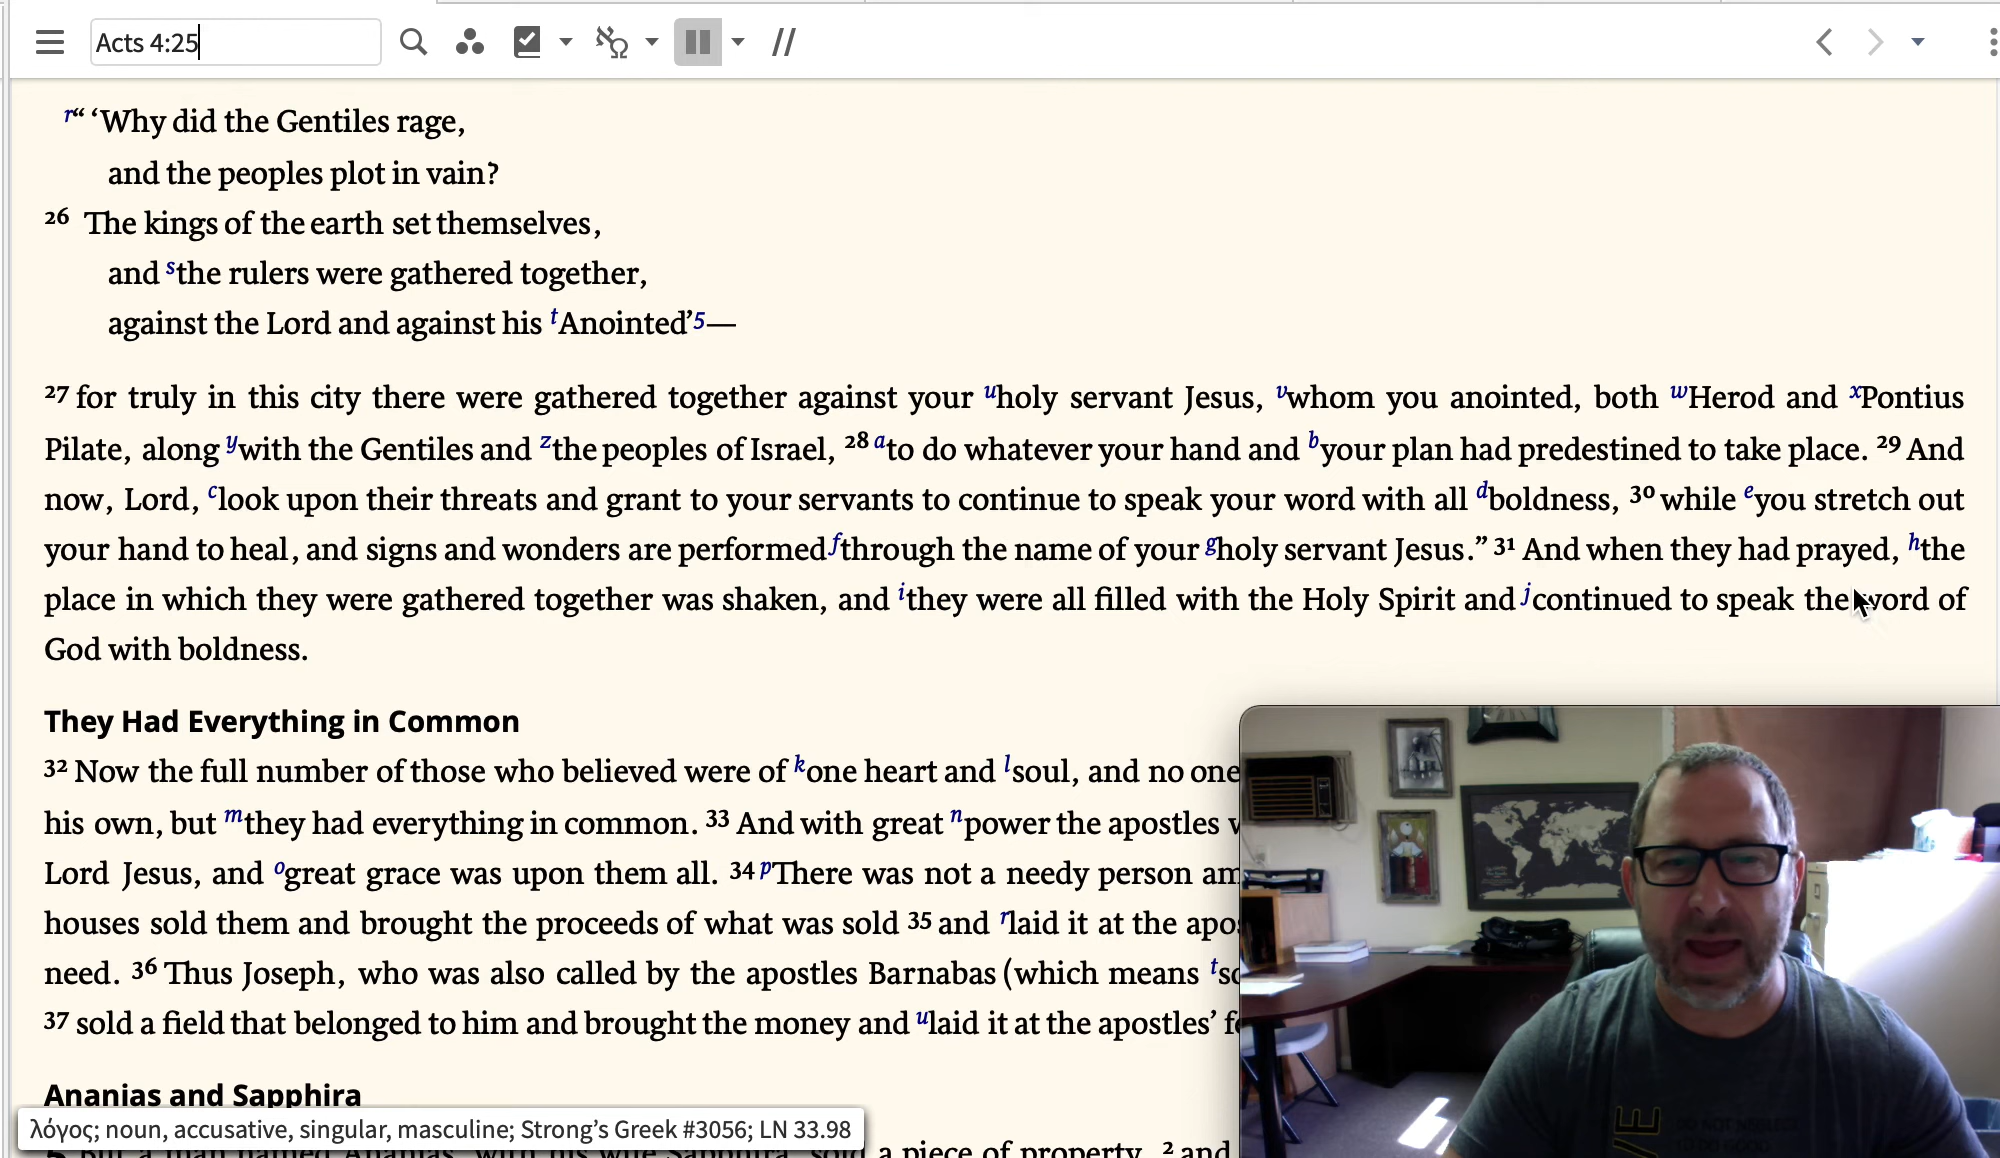 Acts 4:25
r“ ‘Why did the Gentiles rage,
and the peoples plot in vain?
26 The kings of the earth set themselves,
and sthe rulers were gathered together,
against the Lord and against his tAnointed’5—
27 for truly in this city there were gathered together against your uholy servant Jesus, vwhom you anointed, both wHerod and xPontius
Pilate, along ywith the Gentiles and zthe peoples of Israel, 28 ato do whatever your hand and byour plan had predestined to take place. 29 And
now, Lord, clook upon their threats and grant to your servants to continue to speak your word with all dboldness, 30 while eyou stretch out
your hand to heal, and signs and wonders are performed fthrough the name of your gholy servant Jesus.” 31 And when they had prayed, hthe
place in which they were gathered together was shaken, and ithey were all filled with the Holy Spirit and jcontinued to speak the word of
God with boldness.
They Had Everything in Common
32 Now the full number of those who believed were of kone heart and lsoul, and no one
his own, but mthey had everything in common. 33 And with great npower the apostles
Lord Jesus, and ogreat grace was upon them all. 34 pThere was not a needy person
houses sold them and brought the proceeds of what was sold 35 and rlaid it at the
need. 36 Thus Joseph, who was also called by the apostles Barnabas (which means
37 sold a field that belonged to him and brought the money and ulaid it at the apostles’
Ananias and Sapphira
λόγος; noun, accusative, singular, masculine; Strong’s Greek #3056; LN 33.98
a piece of property, 2 and